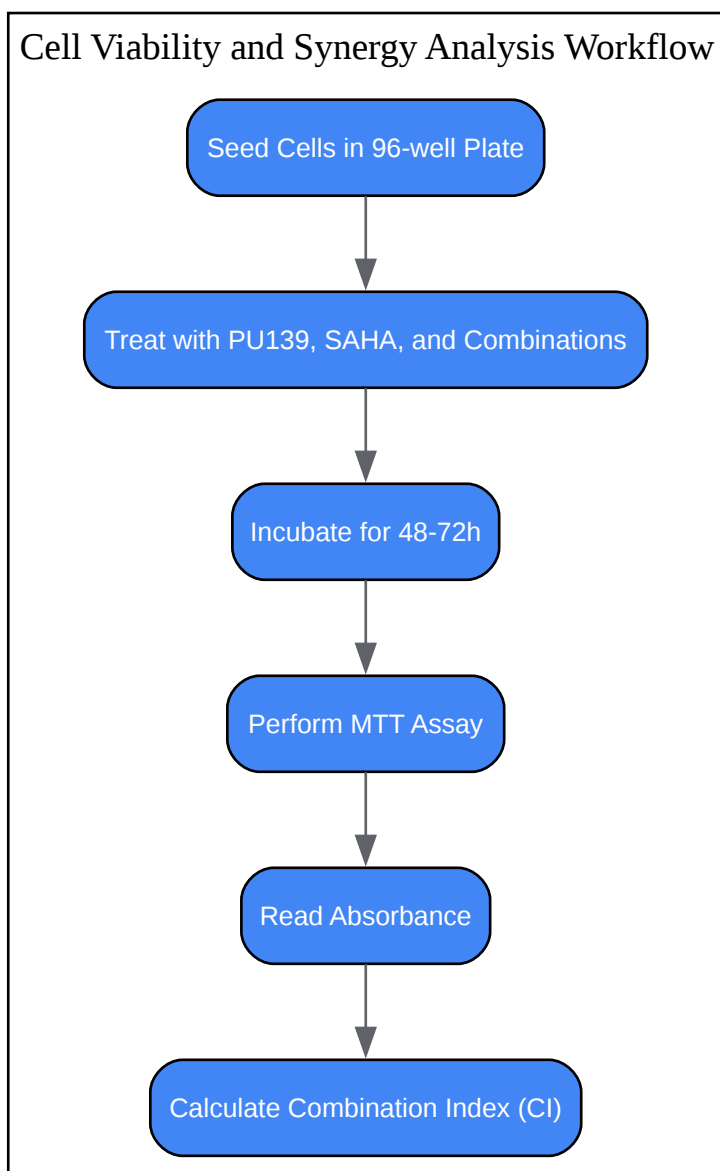 Cell Viability and Synergy Analysis Workflow
Seed Cells in 96-well Plate
Treat with PU139, SAHA, and Combinations
Incubate for 48-72h
Perform MTT Assay
Read Absorbance
Calculate Combination Index (CI)